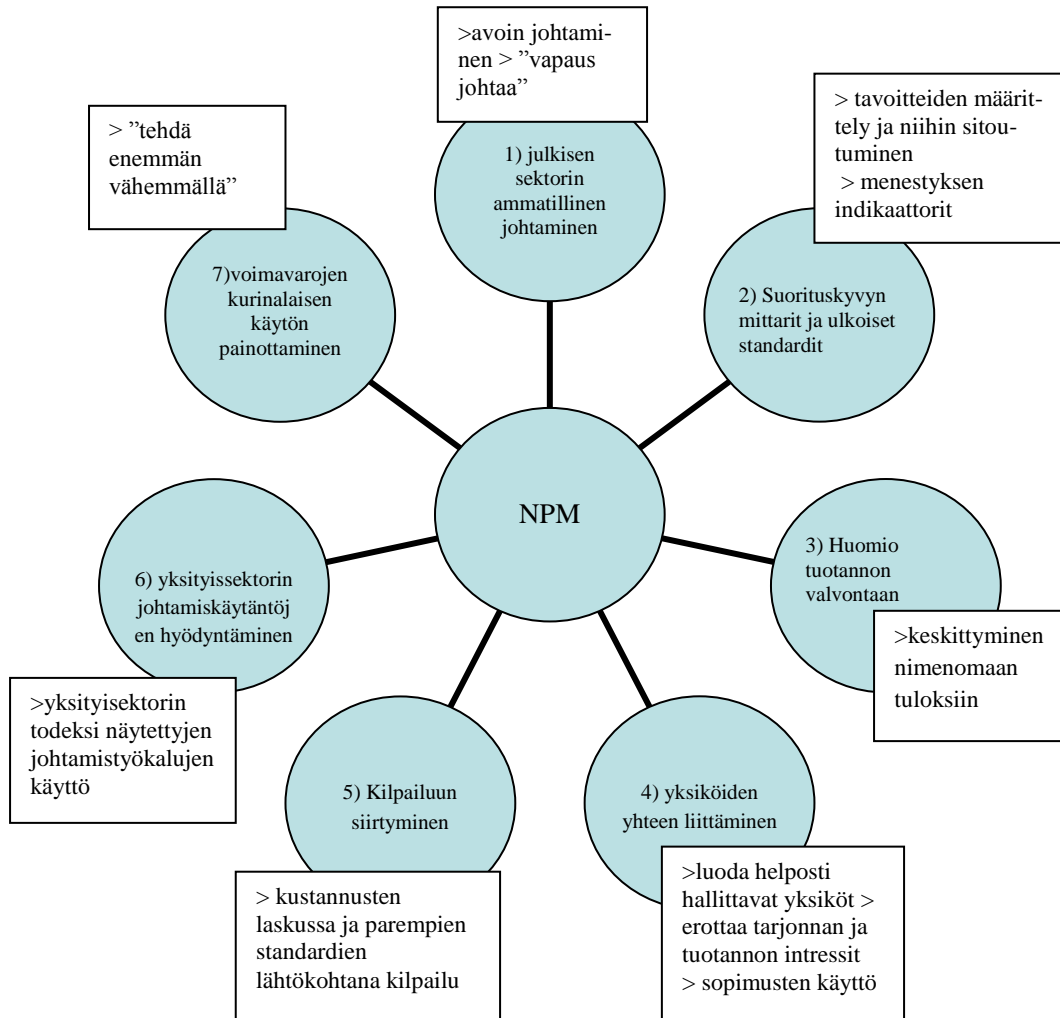 >avoin johtami-
nen > ”vapaus
johtaa”
1) julkisen
sektorin
ammatillinen
johtaminen
> tavoitteiden määrit-
tely ja niihin sitou-
tuminen
> menestyksen
indikaattorit
2) Suorituskyvyn
mittarit ja ulkoiset
standardit
3) Huomio
tuotannon
valvontaan
>keskittyminen
nimenomaan
tuloksiin
4) yksiköiden
yhteen liittäminen
>luoda helposti
hallittavat yksiköt >
erottaa tarjonnan ja
tuotannon intressit
> sopimusten käyttö
5) Kilpailuun
siirtyminen
> kustannusten
laskussa ja parempien
standardien
lähtökohtana kilpailu
6) yksityissektorin
johtamiskäytäntöj
en hyödyntäminen
>yksityisektorin
todeksi näytettyjen
johtamistyökalujen
käyttö
7)voimavarojen
kurinalaisen
käytön
painottaminen
> ”tehdä
enemmän
vähemmällä”
NPM